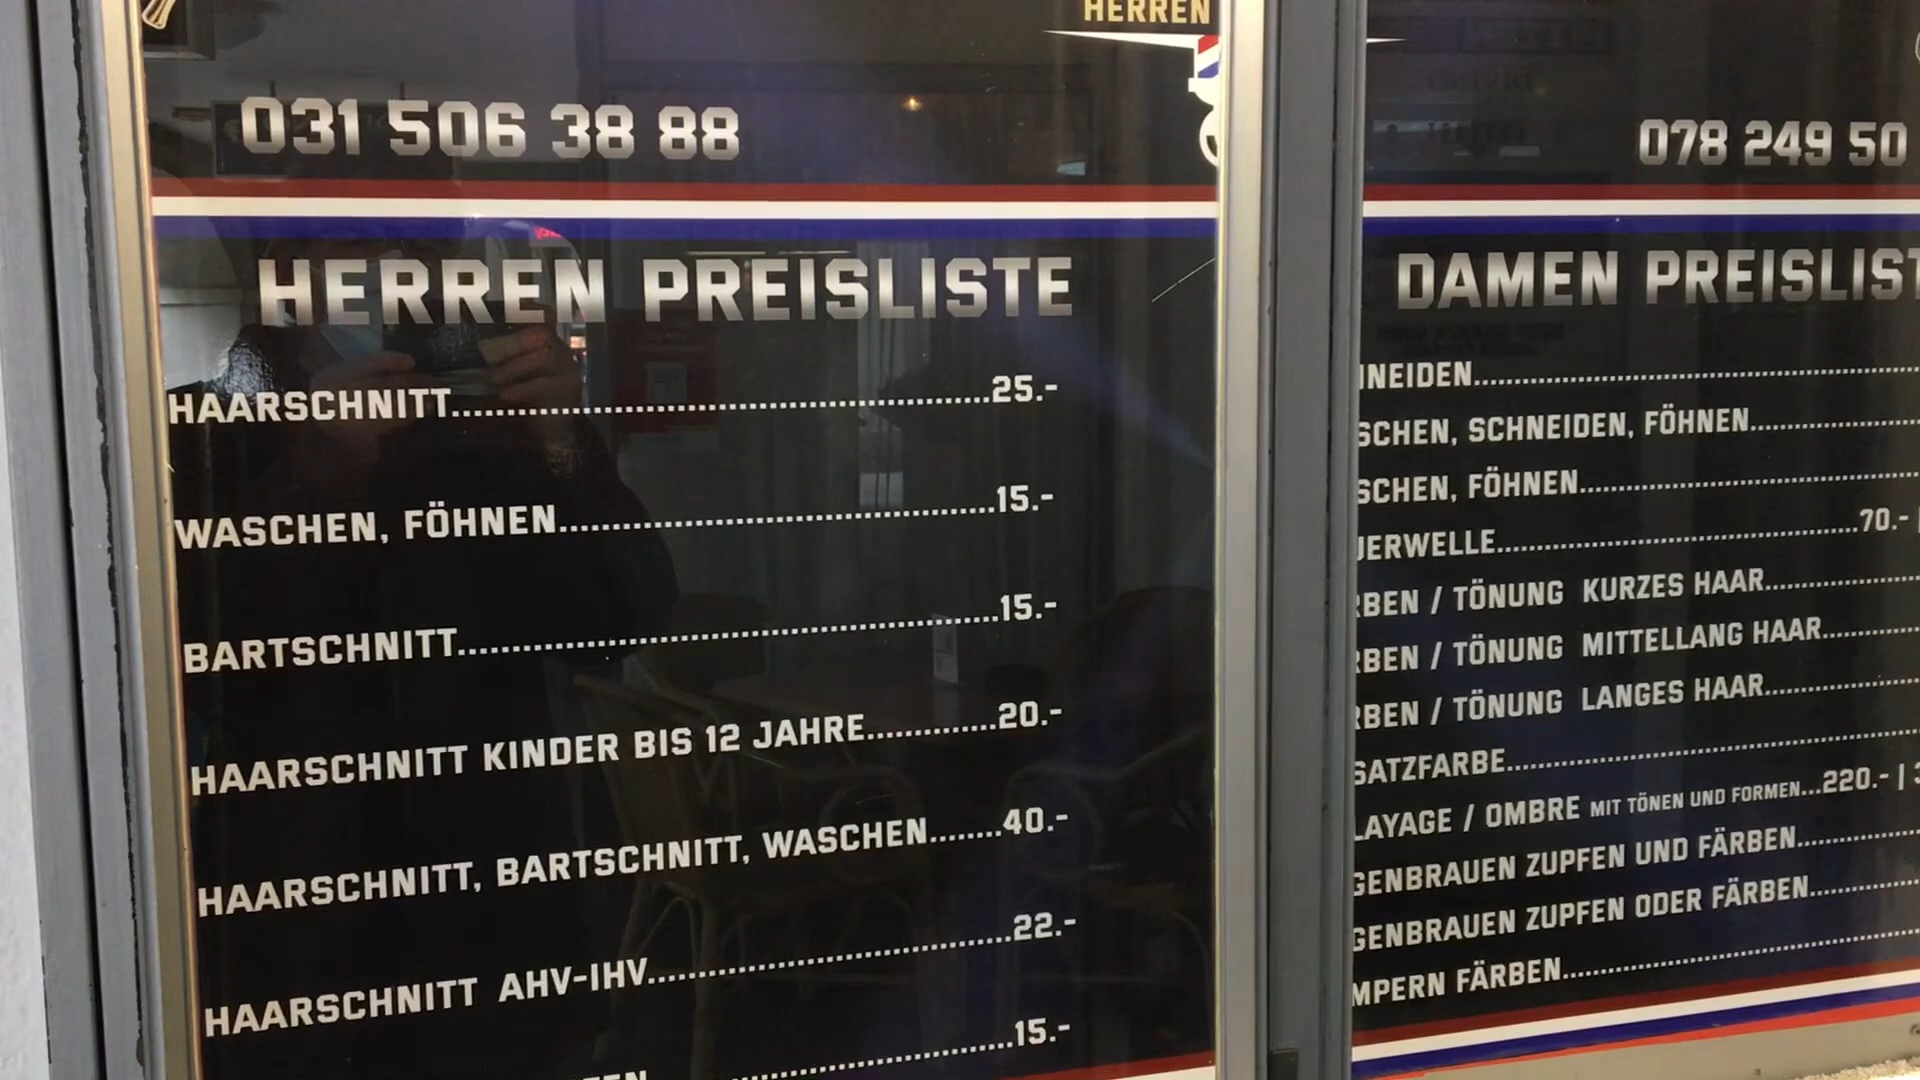 HERREN
031 506 38 88
HERREN PREISLISTE
HAARSCHNITT..........25.-
WASCHEN, FÖHNEN..........15.-
BARTSCHNITT..........15.-
HAARSCHNITT KINDER BIS 12 JAHRE..........20.-
HAARSCHNITT, BARTSCHNITT, WASCHEN........40.-
HAARSCHNITT AHV-IHV..........22.-
..........15.-
078 249 50
DAMEN PREISLIST
NEIDEN..........
SCHEN, SCHNEIDEN, FÖHNEN..........
SCHEN, FÖHNEN..........
UERWELLE..........70.- |
RBEN / TÖNUNG KURZES HAAR..........
RBEN / TÖNUNG MITTELLANG HAAR..........
RBEN / TÖNUNG LANGES HAAR..........
SATZFARBE..........
LAYAGE / OMBRE MIT TÖNEN UND FORMEN...220.- |
GENBRAUEN ZUPFEN UND FÄRBEN..........
GENBRAUEN ZUPFEN ODER FÄRBEN..........
MPERN FÄRBEN..........